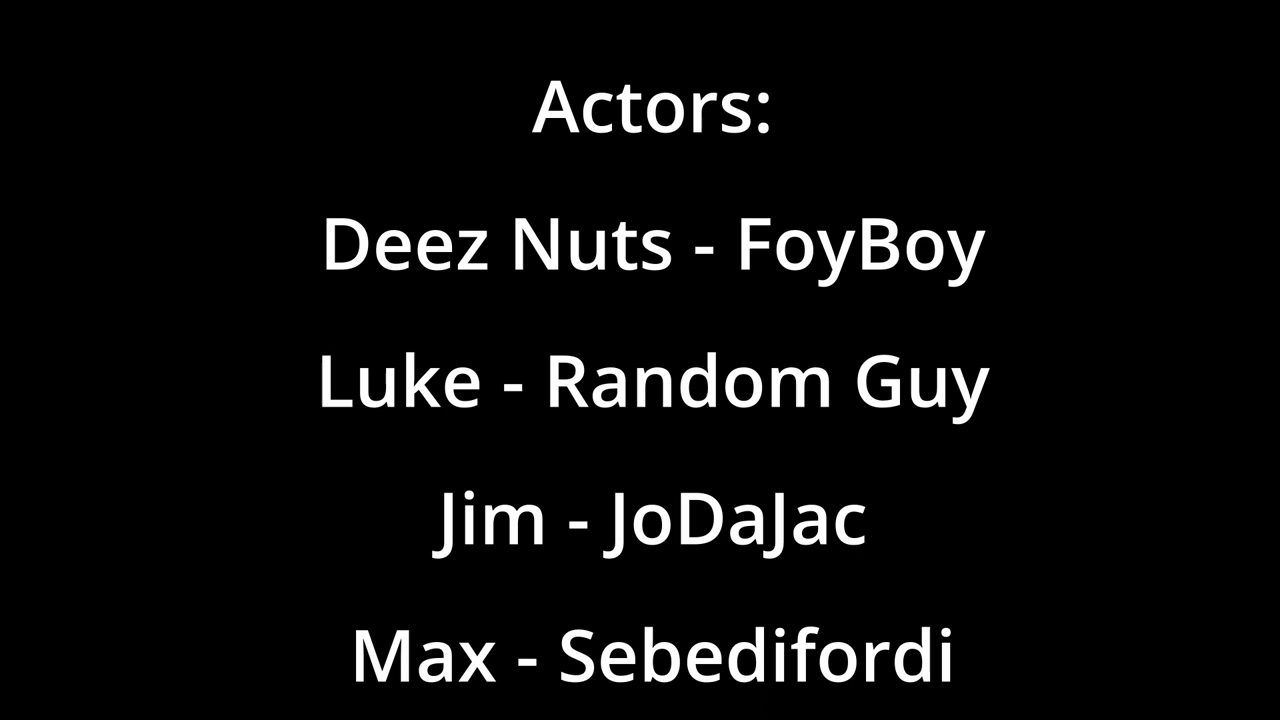 Actors:
Deez Nuts - FoyBoy
Luke - Random Guy
Jim - JoDaJac
Max - Sebedifordi